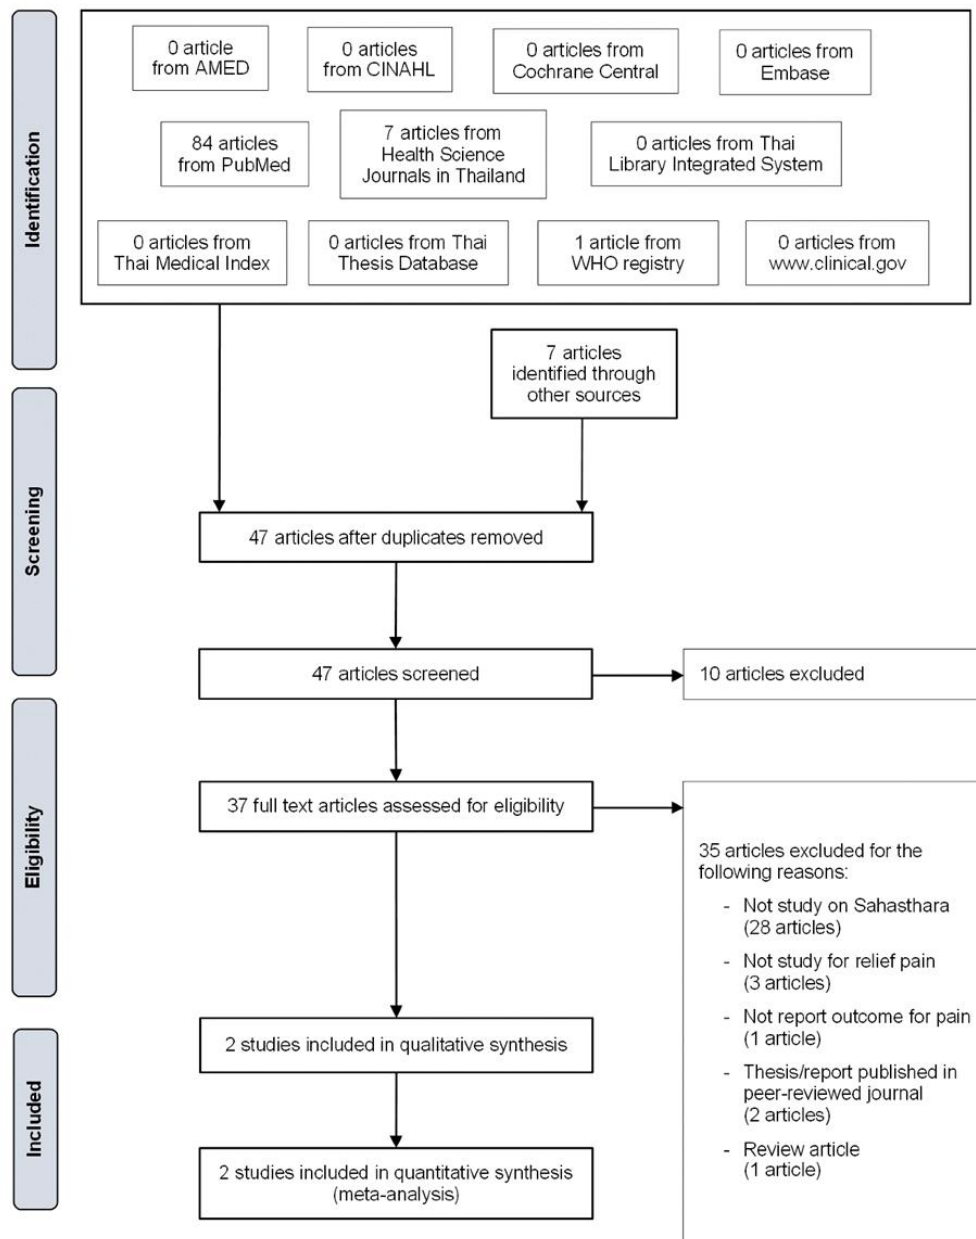 Identification
0 article
from AMED
0 articles
from CINAHL
0 articles from
Cochrane Central
0 articles from
Embase
84 articles
from PubMed
7 articles from
Health Science
Journals in Thailand
0 articles from Thai
Library Integrated System
0 articles from
Thai Medical Index
0 articles from Thai
Thesis Database
1 article from
WHO registry
0 articles from
www.clinical.gov
7 articles
identified through
other sources
Screening
47 articles after duplicates removed
47 articles screened
10 articles excluded
Eligibility
37 full text articles assessed for eligibility
35 articles excluded for the
following reasons:
- Not study on Sahasthara
(28 articles)
- Not study for relief pain
(3 articles)
- Not report outcome for pain
(1 article)
- Thesis/report published in
peer-reviewed journal
(2 articles)
- Review article
(1 article)
Included
2 studies included in qualitative synthesis
2 studies included in quantitative synthesis
(meta-analysis)